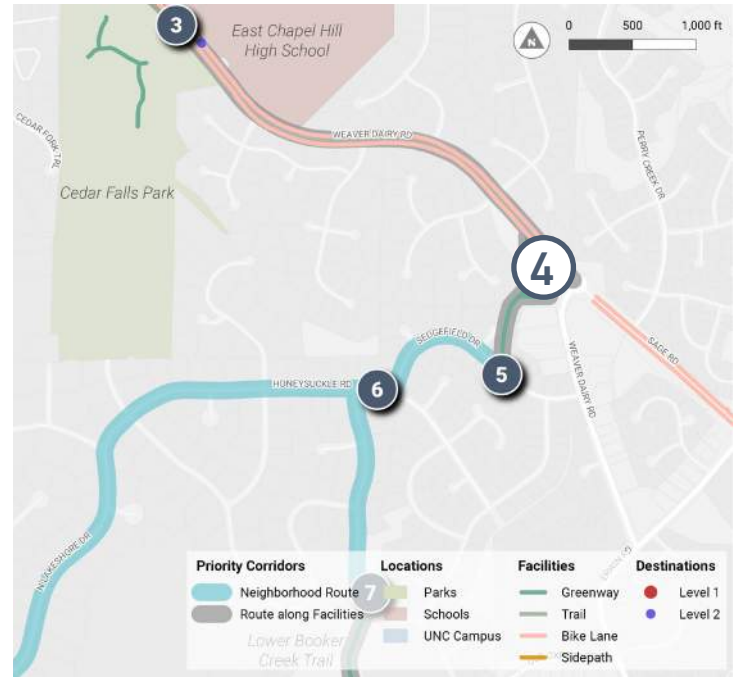 3
East Chapel Hill
High School
N
0 500 1,000 ft
WEAVER DAIRY RD
CEDAR FORK TRL
PERRY CREEK DR
Cedar Falls Park
4
SEDGEFIELD DR
SAGE RD
WEAVER DAIRY RD
5
HONEYSUCKLE RD
6
N LAKESHORE DR
Priority Corridors
Neighborhood Route
Route along Facilities
7
Locations
Parks
Schools
UNC Campus
Facilities
Greenway
Trail
Bike Lane
Sidepath
Destinations
Level 1
Level 2
Lower Booker
Creek Trail